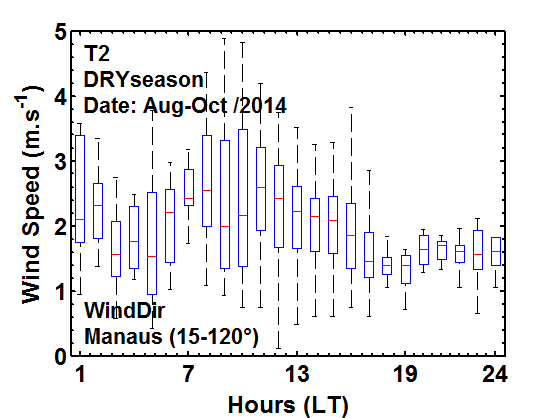 5
T2
DRYseason
Date: Aug-Oct /2014
4
3
2
1
0
Wind Speed (m.s-1)
WindDir
Manaus (15-120°)
1 7 13 19 24
Hours (LT)